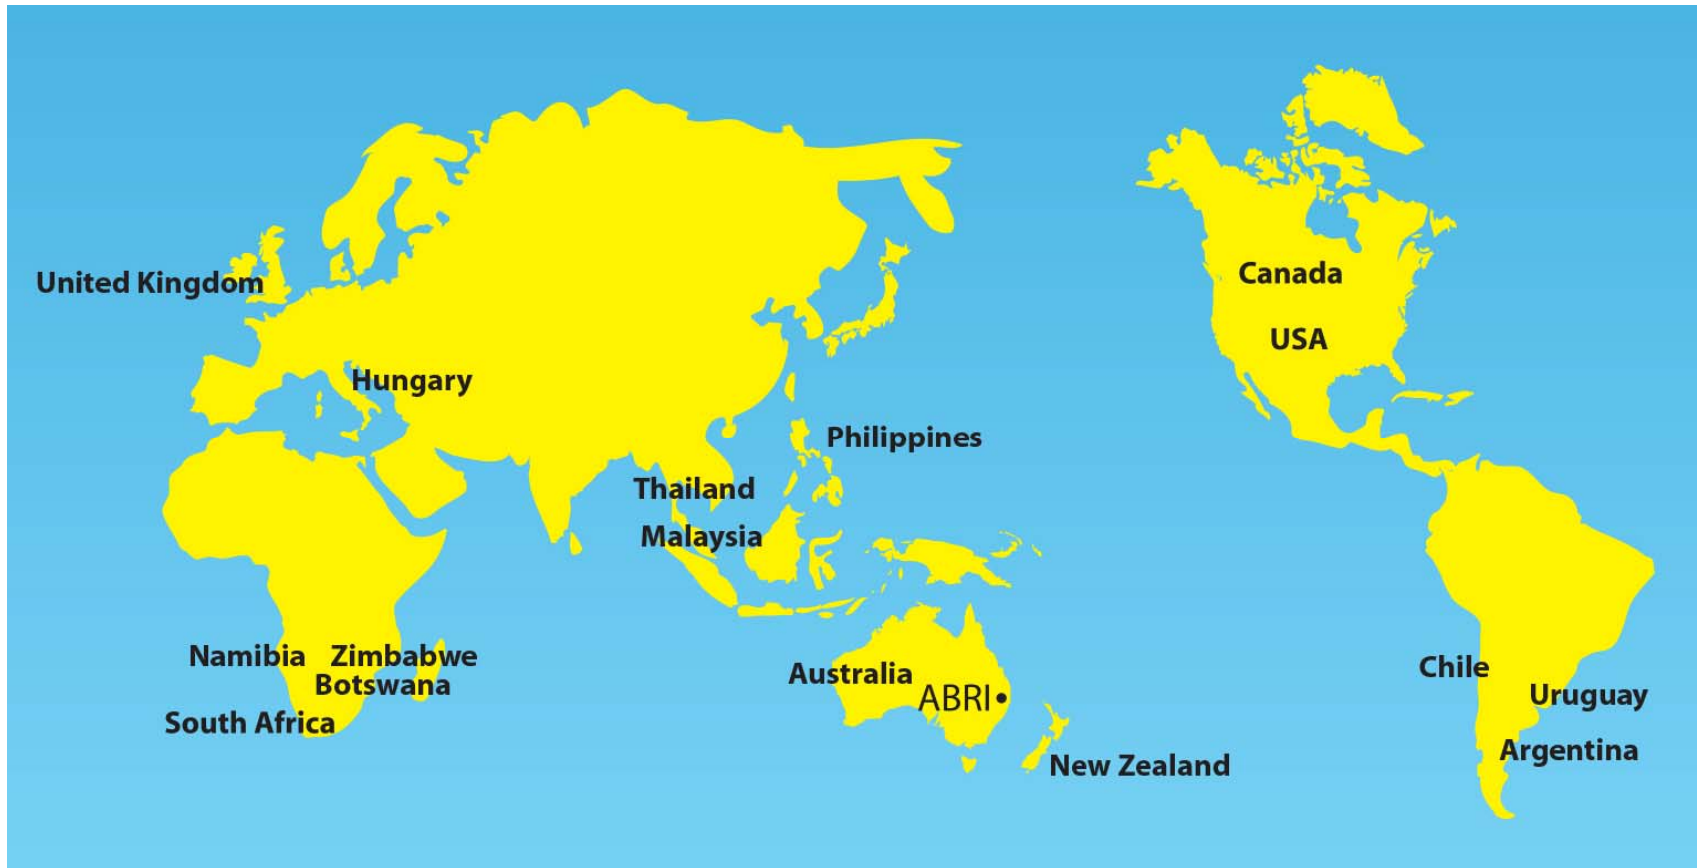 United Kingdom
Canada
USA
Hungary
Philippines
Thailand
Malaysia
Namibia
Zimbabwe
Botswana
South Africa
Australia
ABRI
New Zealand
Chile
Uruguay
Argentina